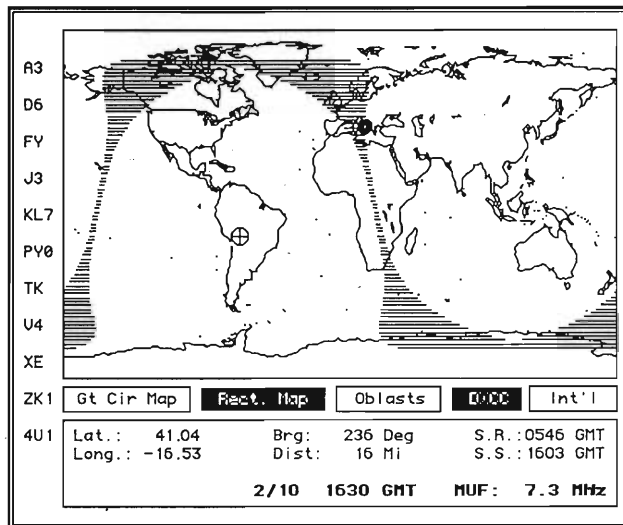 A3
D6
FY
J3
KL7
PY0
TK
V4
XE
ZK1
4U1
Gt Cir Map Rect. Map Oblasts DXCC Int'l
Lat.: 41.04 Brg: 236 Deg S.R.:0546 GMT
Long.: -16.53 Dist: 16 Mi S.S.:1603 GMT
2/10 1630 GMT MUF: 7.3 MHz